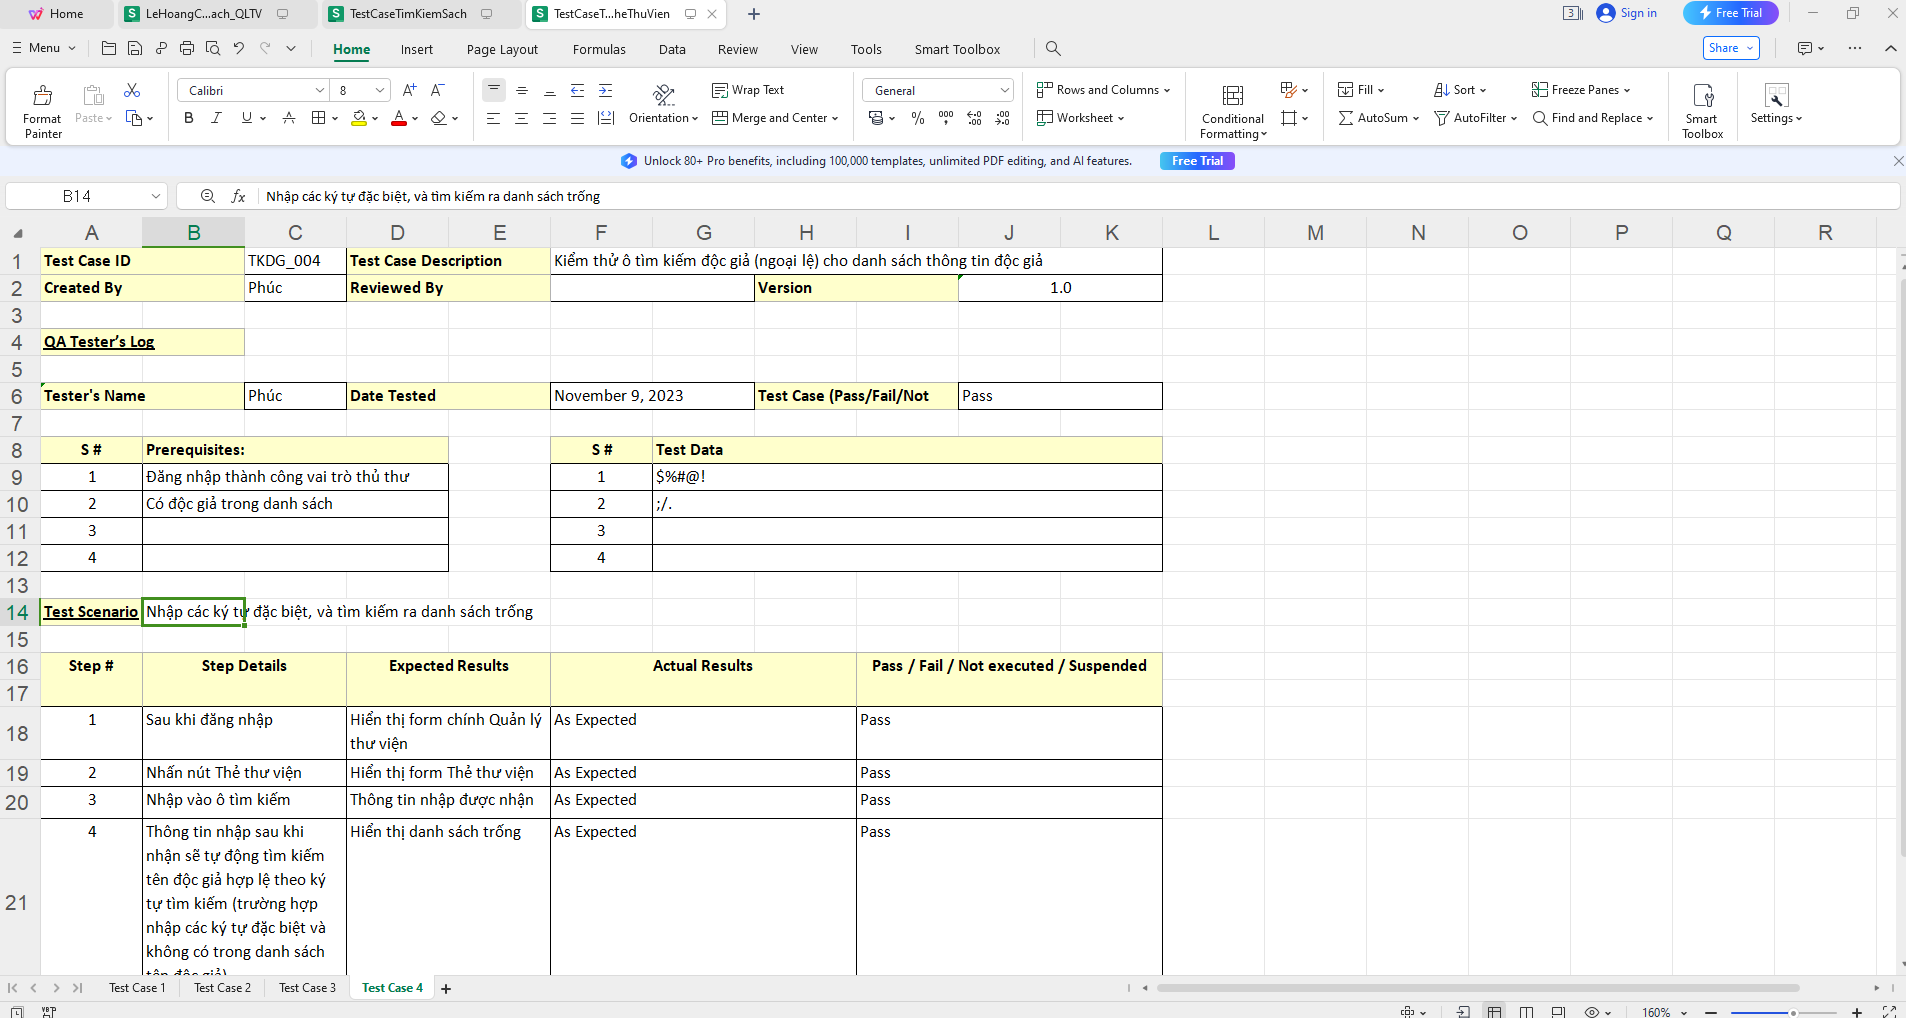 Home
LeHoangC...ach_QLTV
TestCaseTimKiemSach
TestCaseT...heThuVien
Sign in
Free Trial
Menu
Home
Insert
Page Layout
Formulas
Data
Review
View
Tools
Smart Toolbox
Share
Format Painter
Paste
Calibri
8
Orientation
Wrap Text
Merge and Center
General
Rows and Columns
Worksheet
Conditional Formatting
Fill
AutoSum
Sort
AutoFilter
Freeze Panes
Find and Replace
Smart Toolbox
Settings
Unlock 80+ Pro benefits, including 100,000 templates, unlimited PDF editing, and AI features.
Free Trial
B14
Nhập các ký tự đặc biệt, và tìm kiếm ra danh sách trống
A B C D E F G H I J K L M N O P Q R
1 Test Case ID TKDG_004 Test Case Description Kiểm thử ô tìm kiếm độc giả (ngoại lệ) cho danh sách thông tin độc giả
2 Created By Phúc Reviewed By Version 1.0
3
4 QA Tester's Log
5
6 Tester's Name Phúc Date Tested November 9, 2023 Test Case (Pass/Fail/Not Pass
7
8 S # Prerequisites: S # Test Data
9 1 Đăng nhập thành công vai trò thủ thư 1 $%#@!
10 2 Có độc giả trong danh sách 2 ;/.
11 3 3
12 4 4
13
14 Test Scenario Nhập các ký tự đặc biệt, và tìm kiếm ra danh sách trống
15
16 Step # Step Details Expected Results Actual Results Pass / Fail / Not executed / Suspended
17
18 1 Sau khi đăng nhập Hiển thị form chính Quản lý As Expected Pass
thư viện
19 2 Nhấn nút Thẻ thư viện Hiển thị form Thẻ thư viện As Expected Pass
20 3 Nhập vào ô tìm kiếm Thông tin nhập được nhận As Expected Pass
21 4 Thông tin nhập sau khi Hiển thị danh sách trống As Expected Pass
nhận sẽ tự động tìm kiếm
tên độc giả hợp lệ theo ký
tự tìm kiếm (trường hợp
nhập các ký tự đặc biệt và
không có trong danh sách
tên độc giả)
Test Case 1
Test Case 2
Test Case 3
Test Case 4
160%